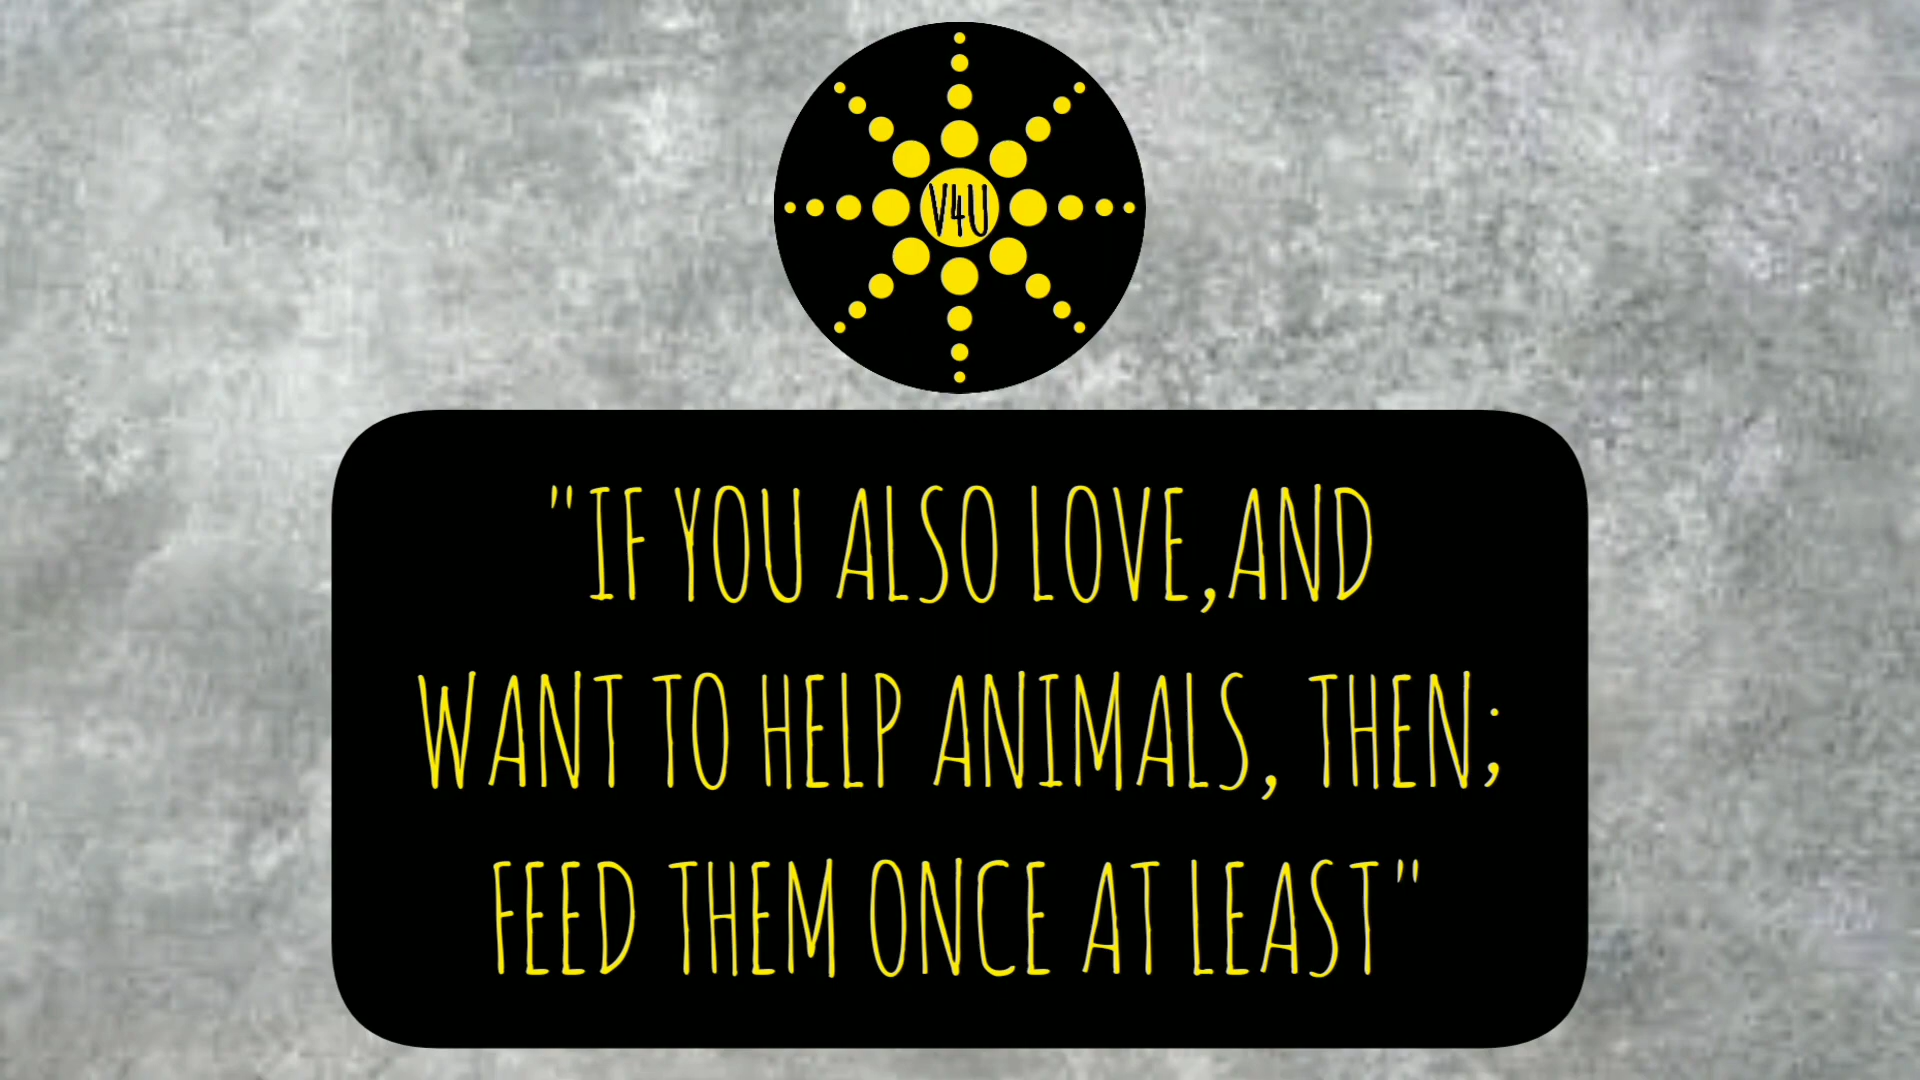 V4U
"IF YOU ALSO LOVE,AND
WANT TO HELP ANIMALS, THEN;
FEED THEM ONCE AT LEAST"